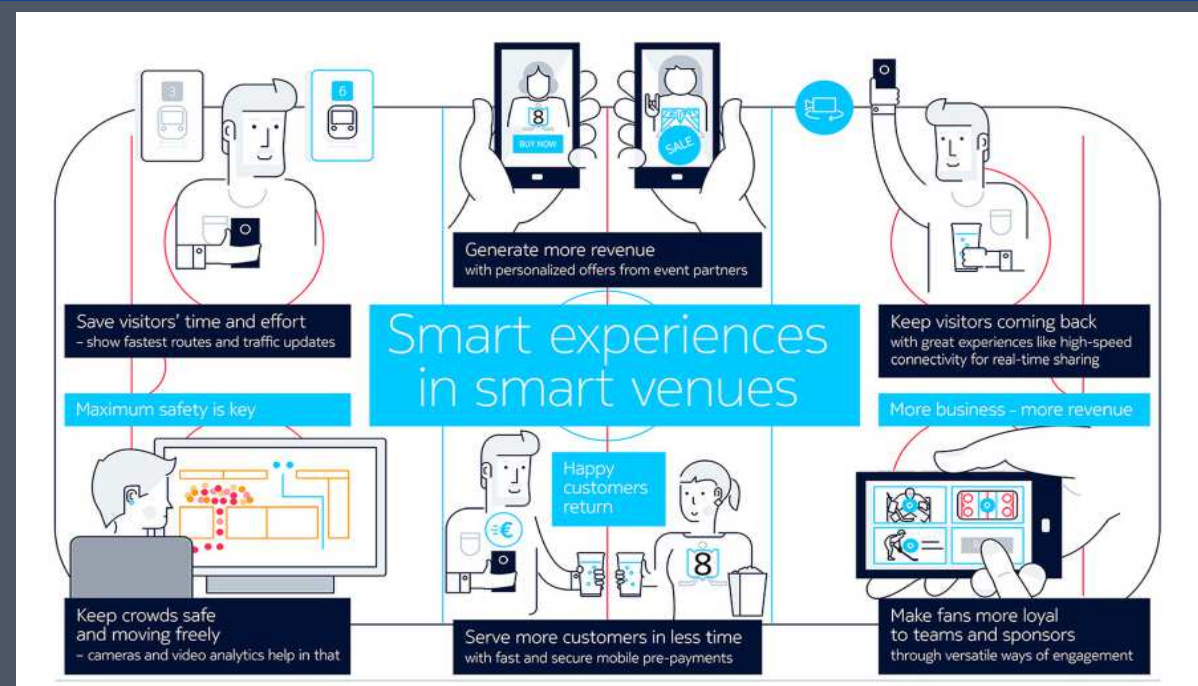 3
6
8
BUY NOW
SALE
Generate more revenue
with personalized offers from event partners
Save visitors' time and effort
– show fastest routes and traffic updates
Smart experiences
in smart venues
Keep visitors coming back
with great experiences like high-speed
connectivity for real-time sharing
Maximum safety is key
More business – more revenue
Happy
customers
return
€
8
Keep crowds safe
and moving freely
– cameras and video analytics help in that
Serve more customers in less time
with fast and secure mobile pre-payments
Make fans more loyal
to teams and sponsors
through versatile ways of engagement